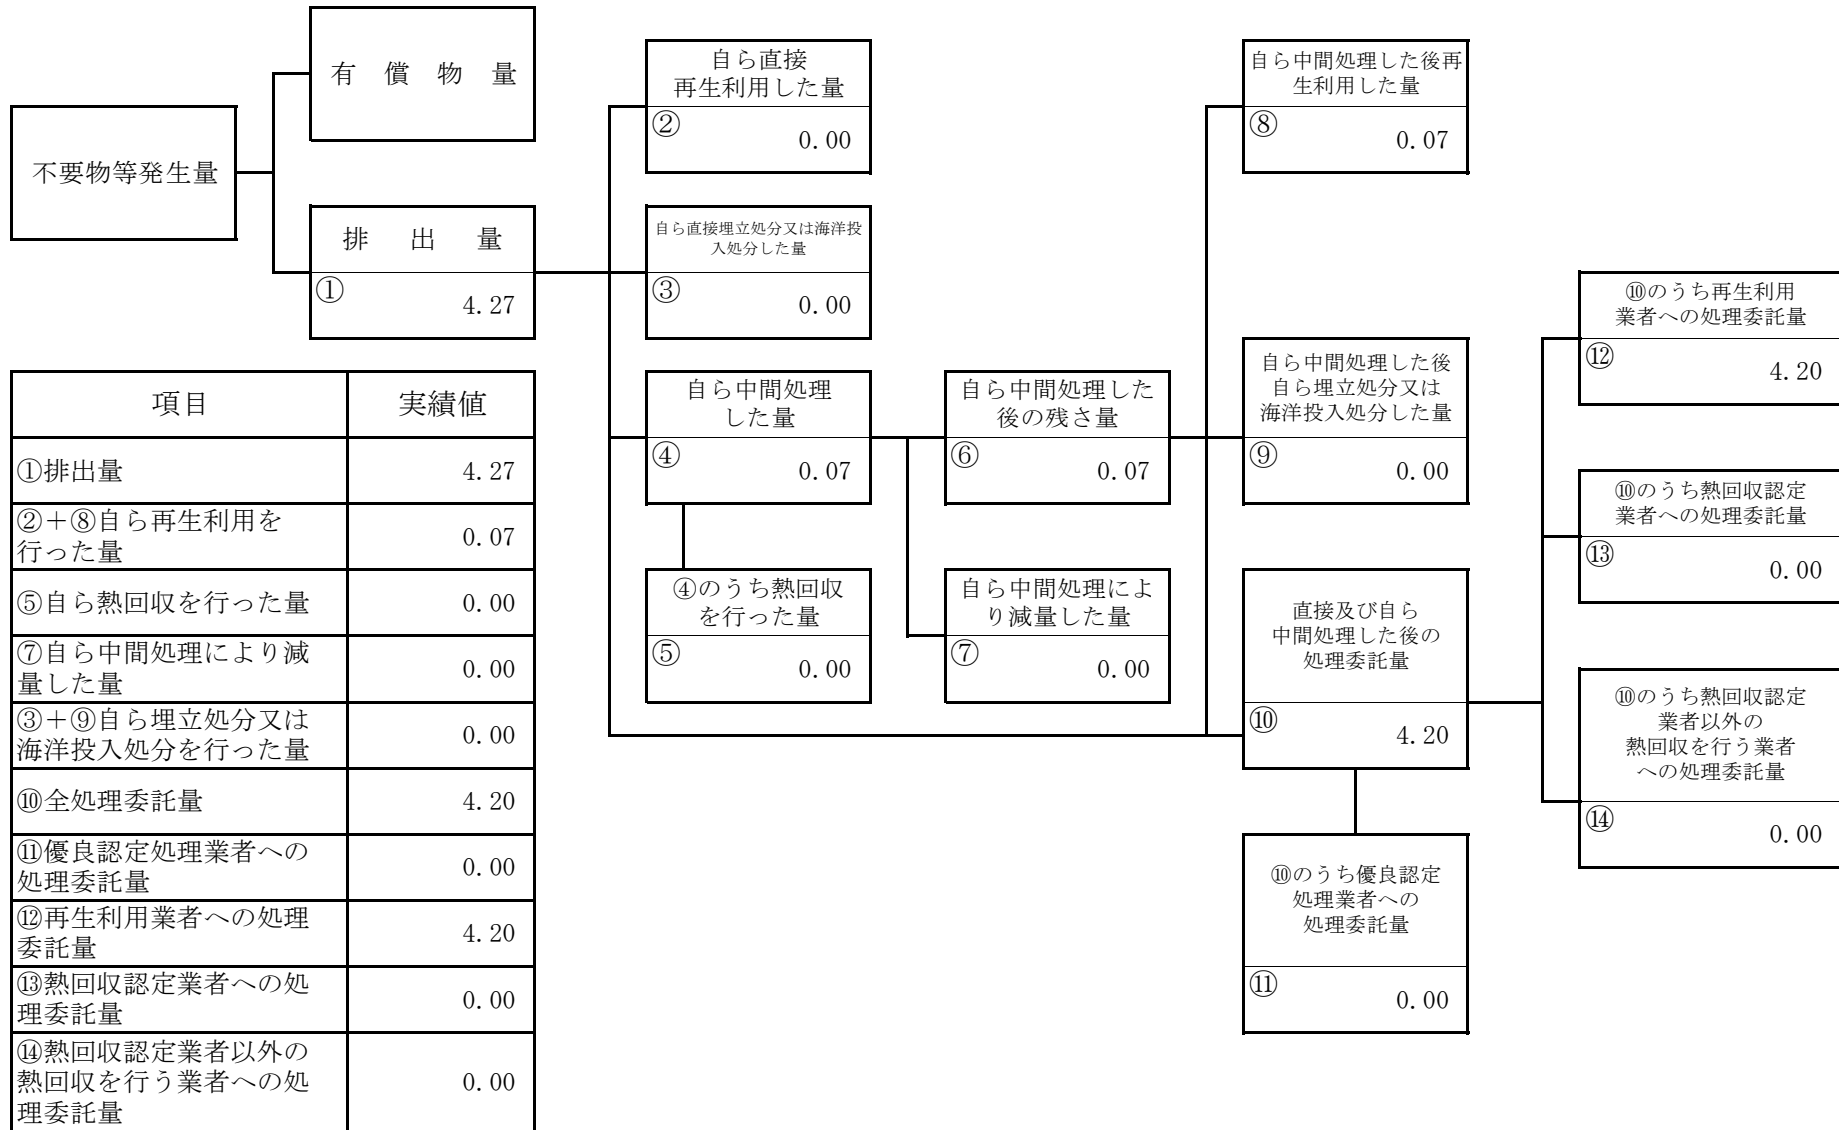 有　償　物　量
不要物等発生量
排　出　量
①
4.27
自ら直接
再生利用した量
②
0.00
自ら直接埋立処分又は海洋投
入処分した量
③
0.00
自ら中間処理
した量
④
0.07
④のうち熱回収
を行った量
⑤
0.00
自ら中間処理した
後の残さ量
⑥
0.07
自ら中間処理によ
り減量した量
⑦
0.00
自ら中間処理した後再
生利用した量
⑧
0.07
自ら中間処理した後
自ら埋立処分又は
海洋投入処分した量
⑨
0.00
直接及び自ら
中間処理した後の
処理委託量
⑩
4.20
⑩のうち優良認定
処理業者への
処理委託量
⑪
0.00
⑩のうち再生利用
業者への処理委託量
⑫
4.20
⑩のうち熱回収認定
業者への処理委託量
⑬
0.00
⑩のうち熱回収認定
業者以外の
熱回収を行う業者
への処理委託量
⑭
0.00
項目 実績値
①排出量 4.27
②＋⑧自ら再生利用を
行った量 0.07
⑤自ら熱回収を行った量 0.00
⑦自ら中間処理により減
量した量 0.00
③＋⑨自ら埋立処分又は
海洋投入処分を行った量 0.00
⑩全処理委託量 4.20
⑪優良認定処理業者への
処理委託量 0.00
⑫再生利用業者への処理
委託量 4.20
⑬熱回収認定業者への処
理委託量 0.00
⑭熱回収認定業者以外の
熱回収を行う業者への処
理委託量 0.00